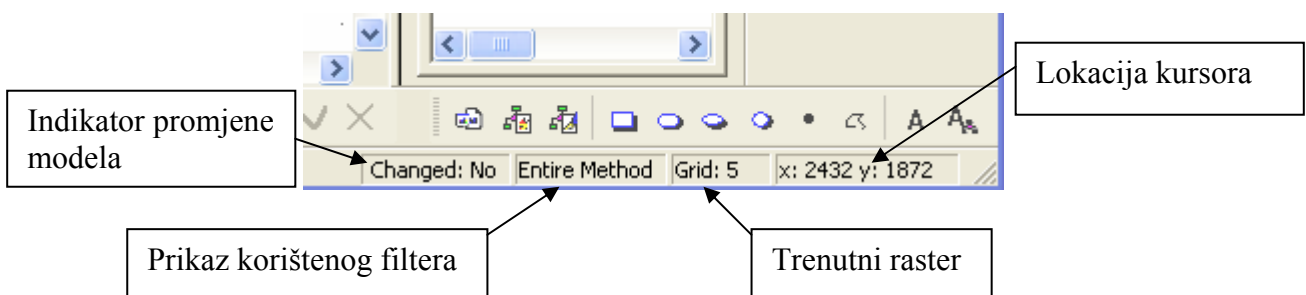 Lokacija kursora
Indikator promjene
modela
A A
Changed: No Entire Method Grid: 5 x: 2432 y: 1872
Prikaz korištenog filtera
Trenutni raster